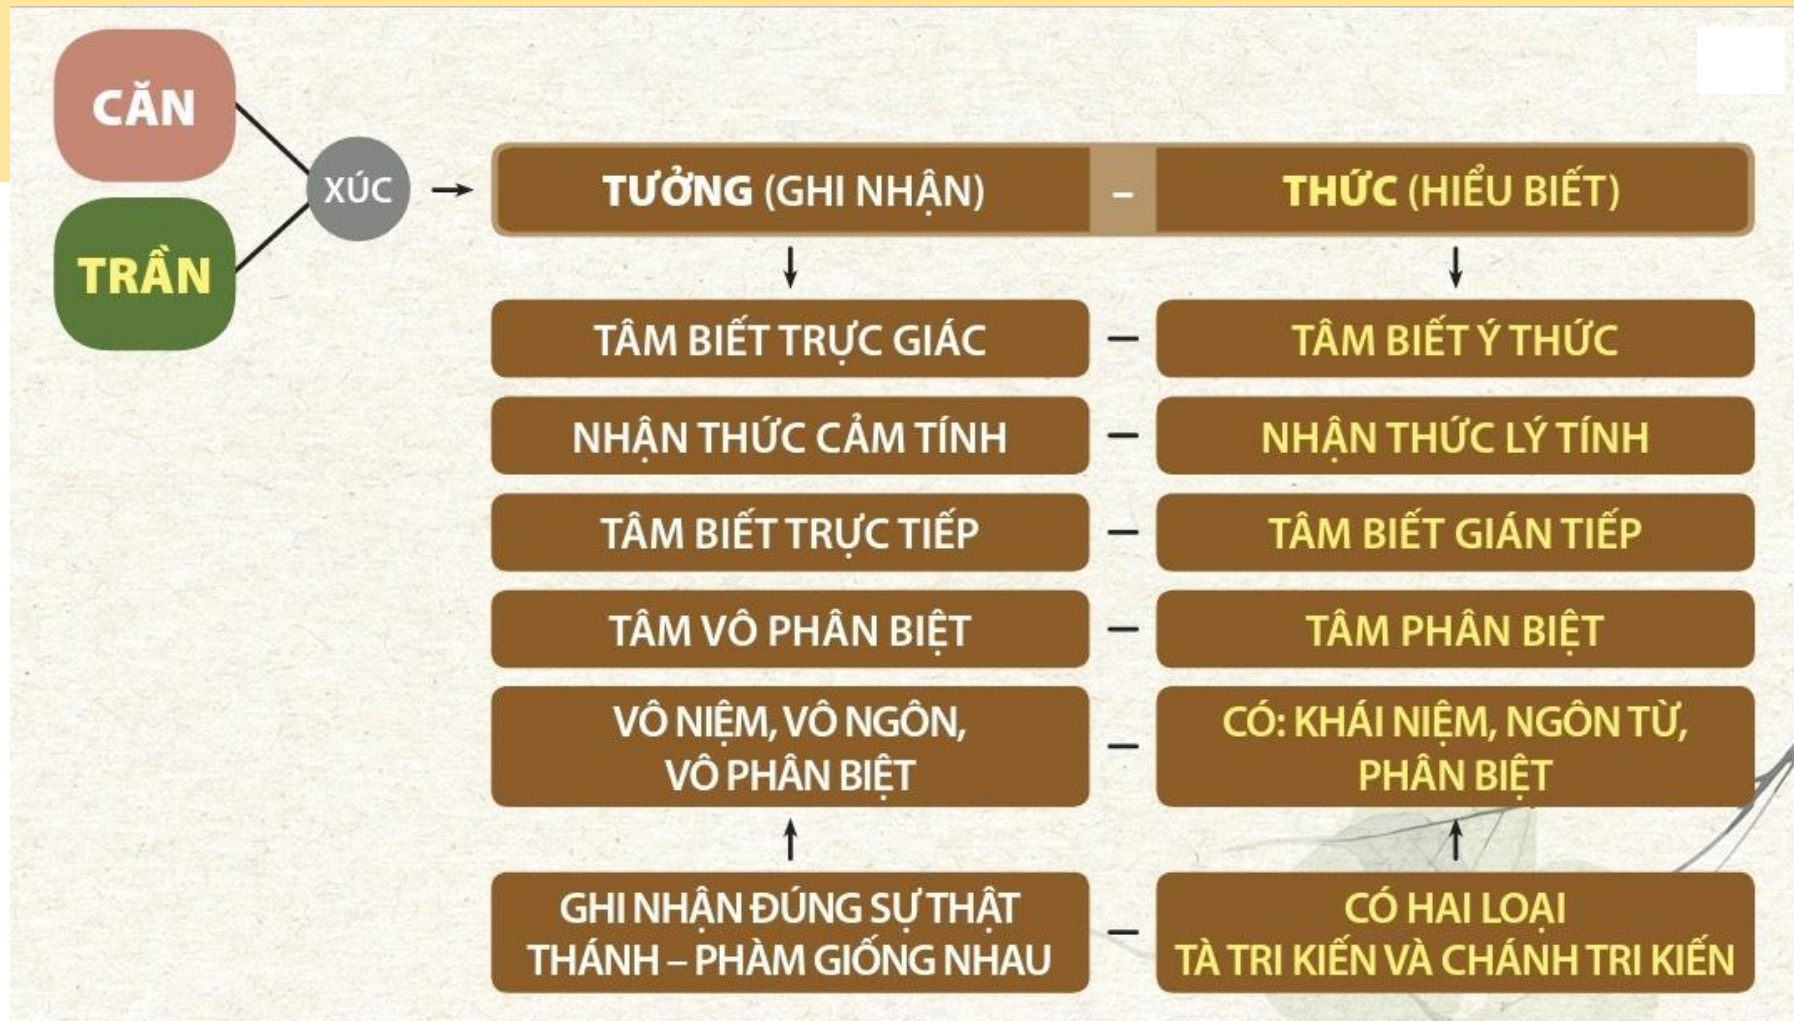 CĂN
TRẦN
XÚC
TƯỞNG (GHI NHẬN) – THỨC (HIỂU BIẾT)
TÂM BIẾT TRỰC GIÁC – TÂM BIẾT Ý THỨC
NHẬN THỨC CẢM TÍNH – NHẬN THỨC LÝ TÍNH
TÂM BIẾT TRỰC TIẾP – TÂM BIẾT GIÁN TIẾP
TÂM VÔ PHÂN BIỆT – TÂM PHÂN BIỆT
VÔ NIỆM, VÔ NGÔN,
VÔ PHÂN BIỆT
–
CÓ: KHÁI NIỆM, NGÔN TỪ,
PHÂN BIỆT
GHI NHẬN ĐÚNG SỰ THẬT
THÁNH – PHÀM GIỐNG NHAU
–
CÓ HAI LOẠI
TÀ TRI KIẾN VÀ CHÁNH TRI KIẾN